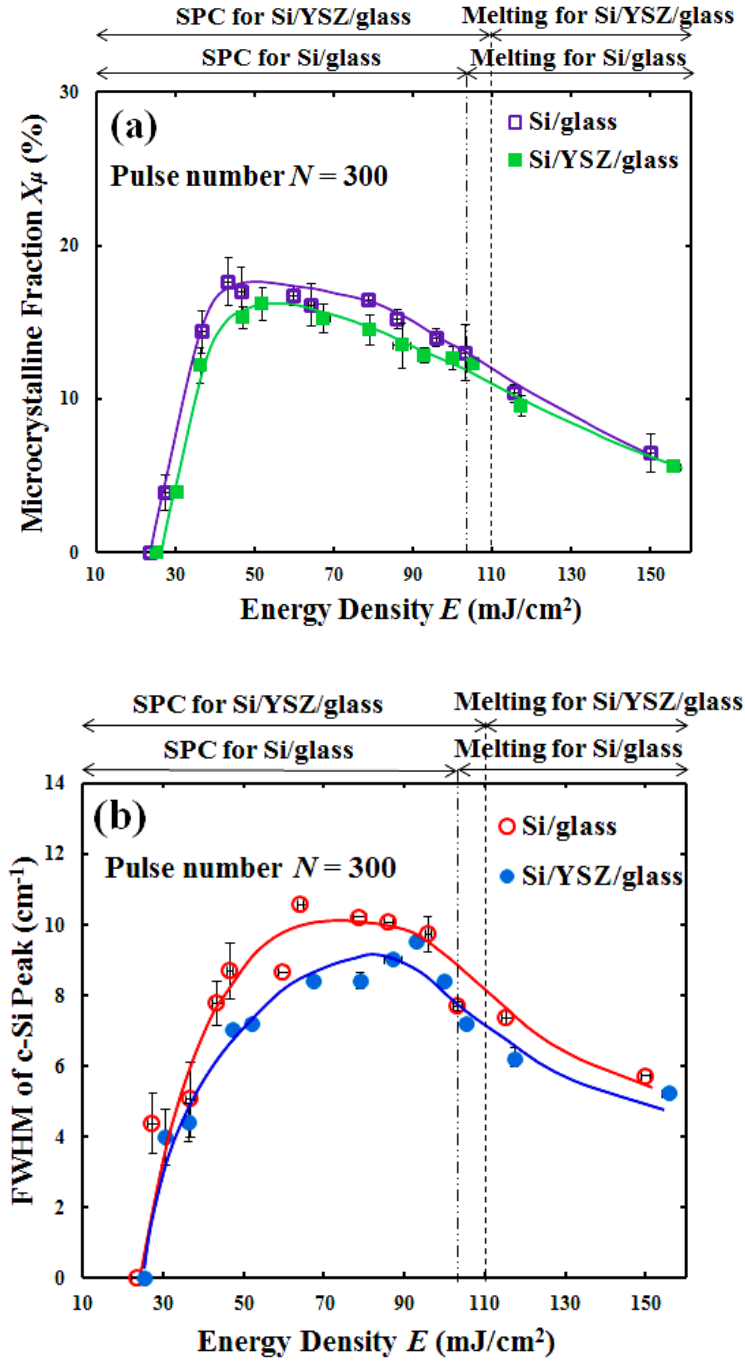 SPC for Si/YSZ/glass Melting for Si/YSZ/glass
SPC for Si/glass Melting for Si/glass
30
(a)
Si/glass
Pulse number N = 300
Si/YSZ/glass
Microcrystalline Fraction Xμ (%)
20
10
0
10 30 50 70 90 110 130 150
Energy Density E (mJ/cm²)
SPC for Si/YSZ/glass Melting for Si/YSZ/glass
SPC for Si/glass Melting for Si/glass
14
(b)
Si/glass
12
Pulse number N = 300
Si/YSZ/glass
FWHM of c-Si Peak (cm⁻¹)
10
8
6
4
2
0
10 30 50 70 90 110 130 150
Energy Density E (mJ/cm²)